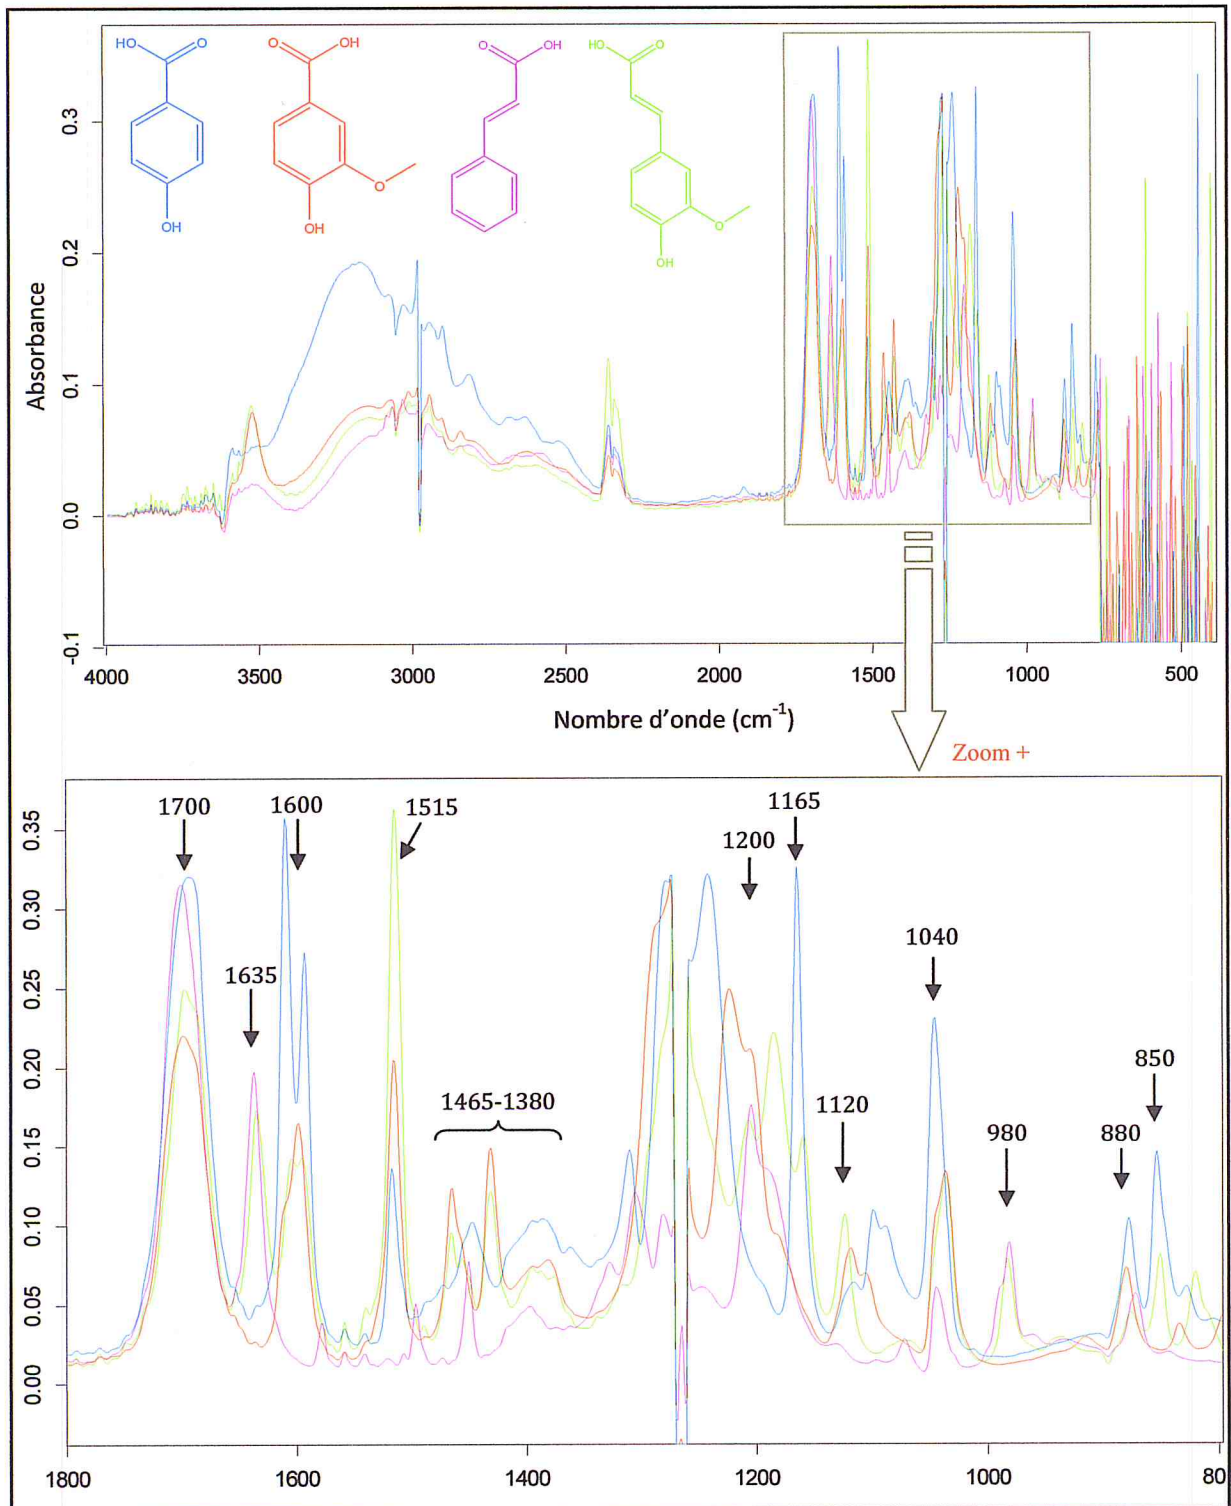 HO O
O OH
O OH
HO O
OH
O
OH
O
OH
Absorbance
0.3
0.2
0.1
0.0
-0.1
4000 3500 3000 2500 2000 1500 1000 500
Nombre d'onde (cm-1)
Zoom +
1700 1600 1515 1165
1200
1635 1040
1465-1380 1120 980 880 850
0.35
0.30
0.25
0.20
0.15
0.10
0.05
0.00
1800 1600 1400 1200 1000 80